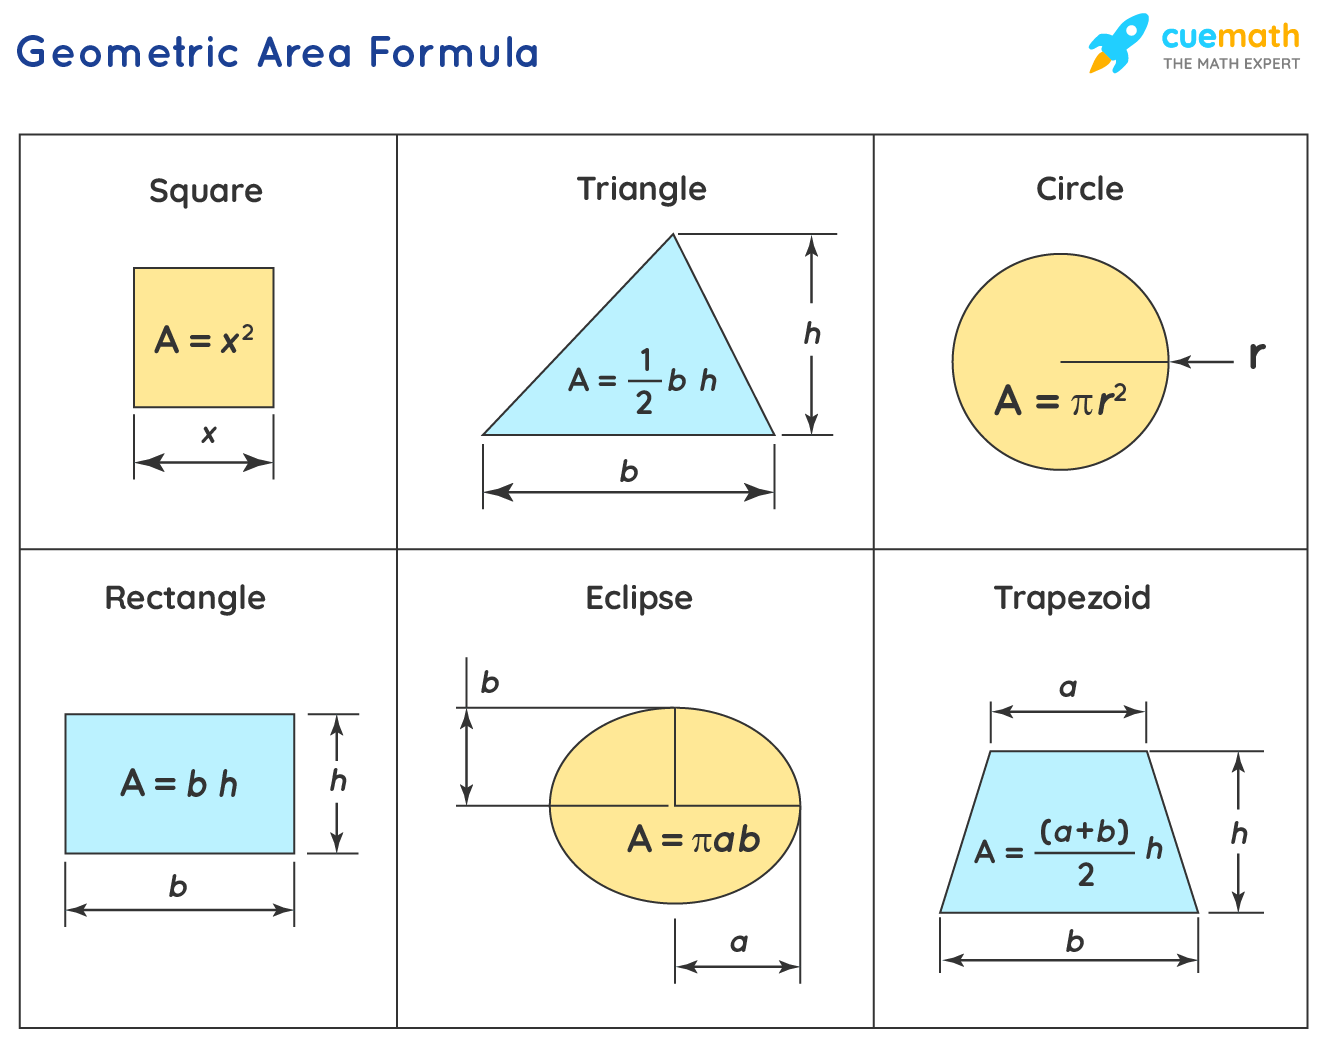 Geometric Area Formula
cuemath
THE MATH EXPERT
Square
A = x²
x
Triangle
A = 1/2 b h
h
b
Circle
A = πr²
r
Rectangle
A = b h
h
b
Eclipse
b
A = πab
a
Trapezoid
a
A = (a+b)/2 h
h
b